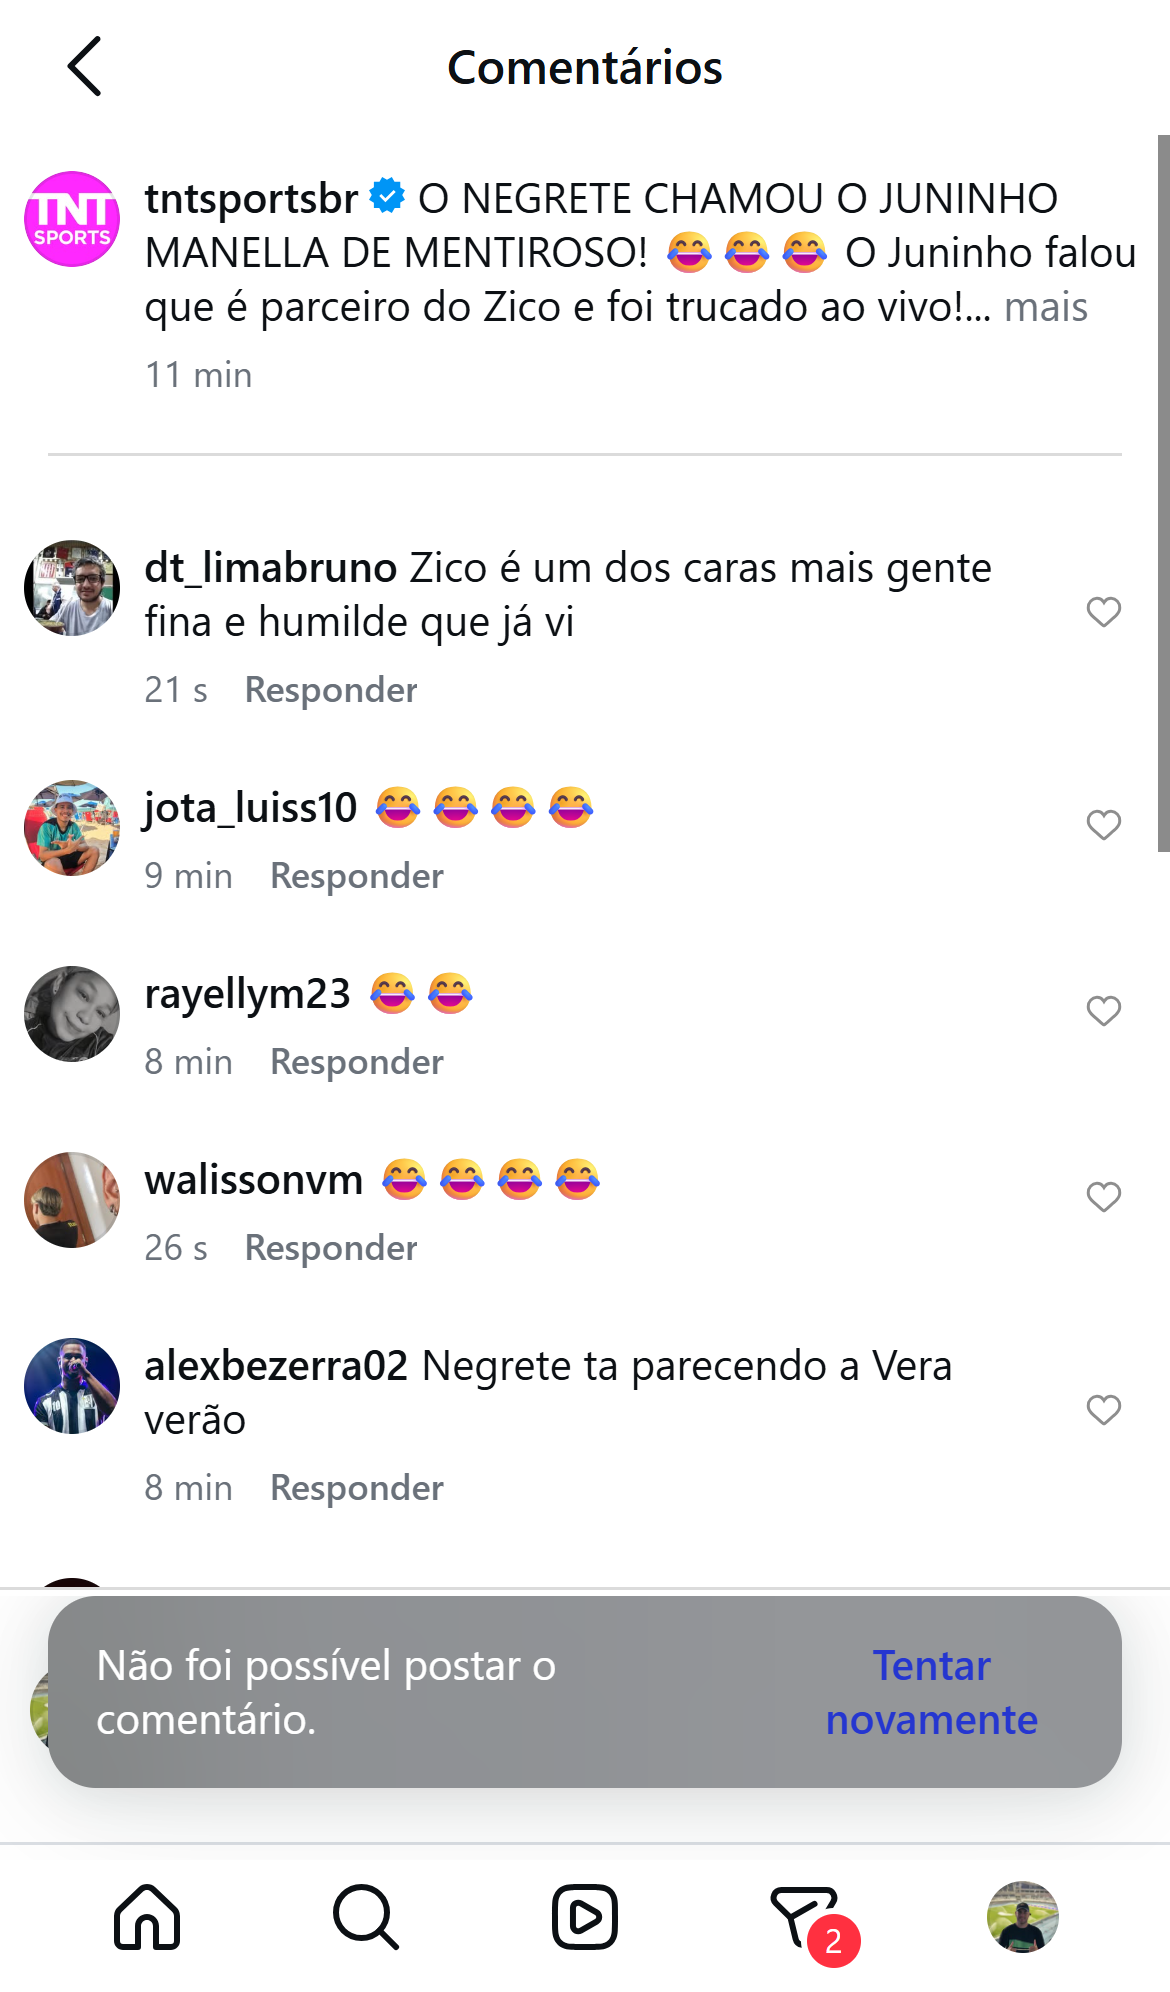 Comentários
TNT
SPORTS
tntsportsbr O NEGRETE CHAMOU O JUNINHO
MANELLA DE MENTIROSO! 😂😂😂 O Juninho falou
que é parceiro do Zico e foi trucado ao vivo!... mais
11 min
dt_limabruno Zico é um dos caras mais gente
fina e humilde que já vi
21 s Responder
jota_luiss10 😂😂😂😂
9 min Responder
rayellym23 😂😂
8 min Responder
walissonvm 😂😂😂😂
26 s Responder
alexbezerra02 Negrete ta parecendo a Vera
verão
8 min Responder
Não foi possível postar o
comentário.
Tentar
novamente
2